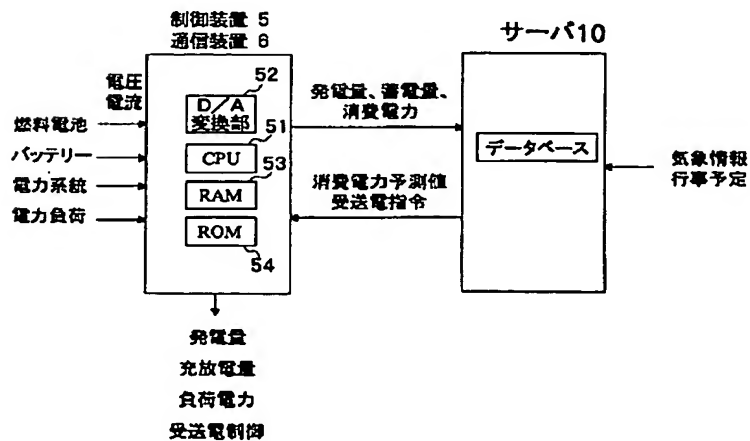 制御装置 5
通信装置 6
サーバ10
電圧
電流
燃料電池
バッテリー
電力系統
電力負荷
52
D/A
変換部
51
CPU
53
RAM
ROM
54
発電量、蓄電量、
消費電力
消費電力予測値
受送電指令
データベース
気象情報
行事予定
発電量
充放電量
負荷電力
受送電制御